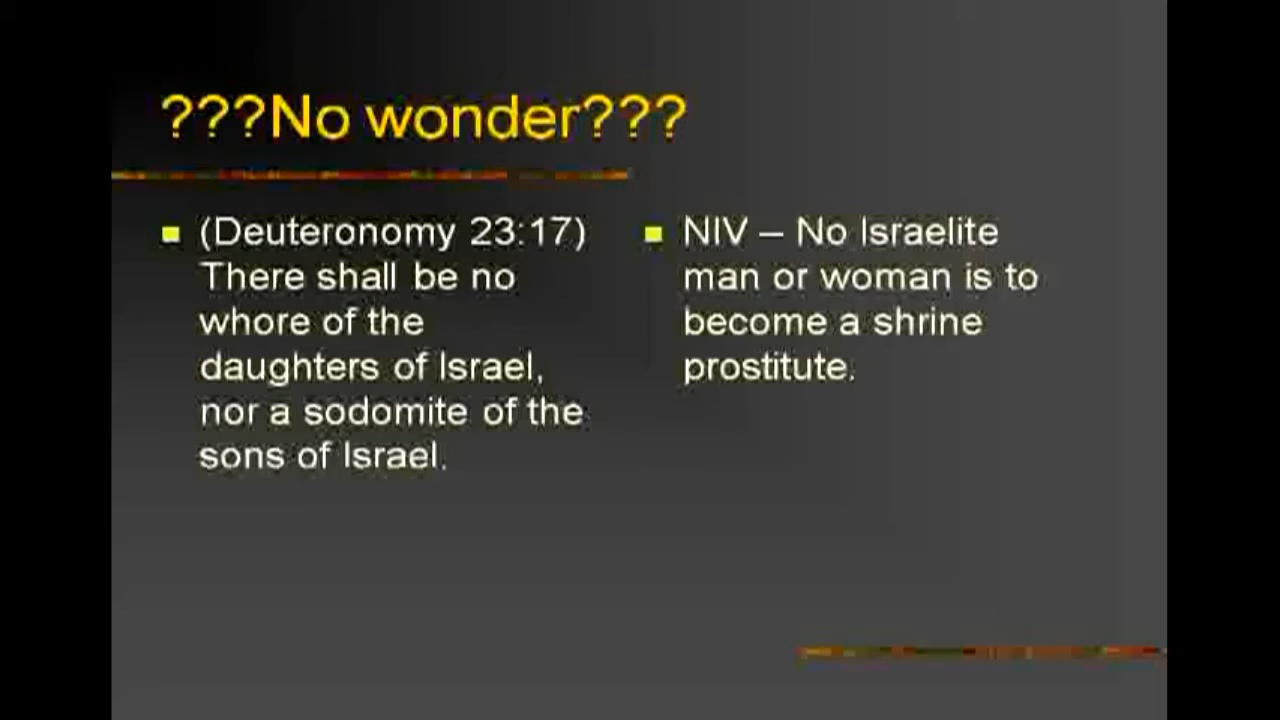 ???No wonder???
(Deuteronomy 23:17)
There shall be no
whore of the
daughters of Israel,
nor a sodomite of the
sons of Israel.
NIV – No Israelite
man or woman is to
become a shrine
prostitute.